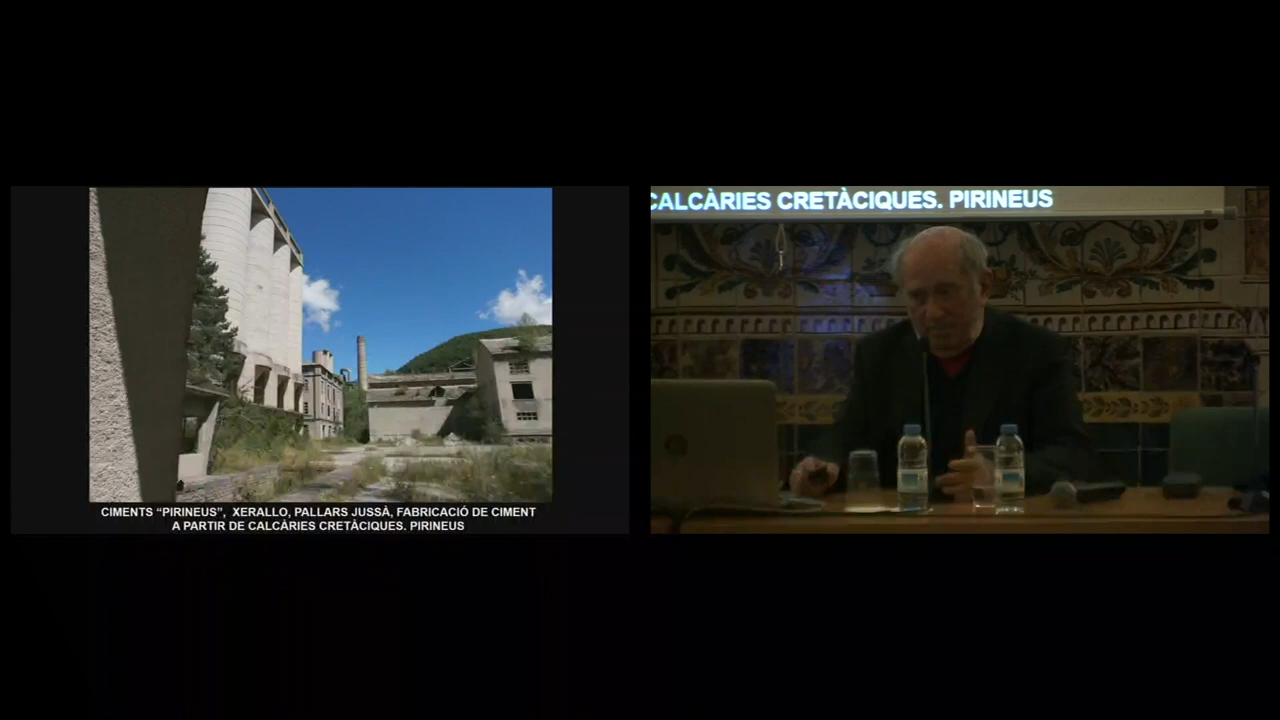 CIMENTS “PIRINEUS”, XERALLO, PALLARS JUSSÀ, FABRICACIÓ DE CIMENT
A PARTIR DE CALCÀRIES CRETÀCIQUES. PIRINEUS
CALCÀRIES CRETÀCIQUES. PIRINEUS